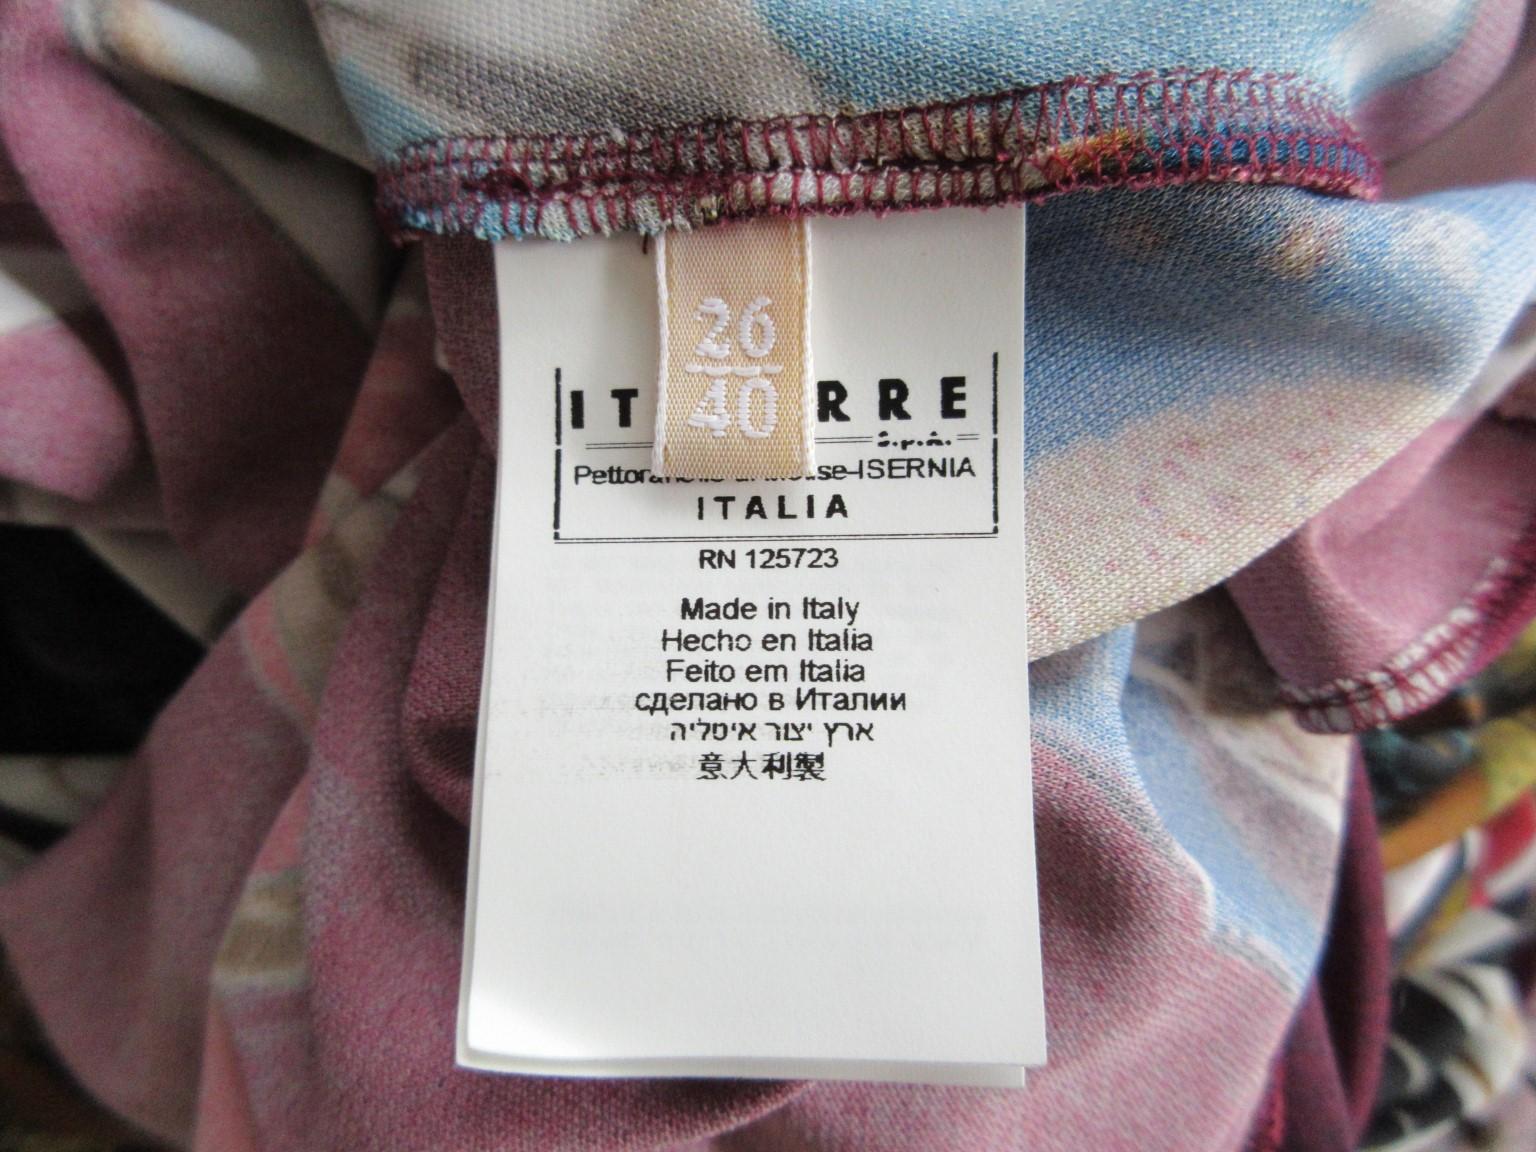 26
40
RRE
S.p.A.
ISERNIA
ITALIA
RN 125723
Made in Italy
Hecho en Italia
Feito em Italia
сделано в Италии
ארץ יצור איטליה
意大利製